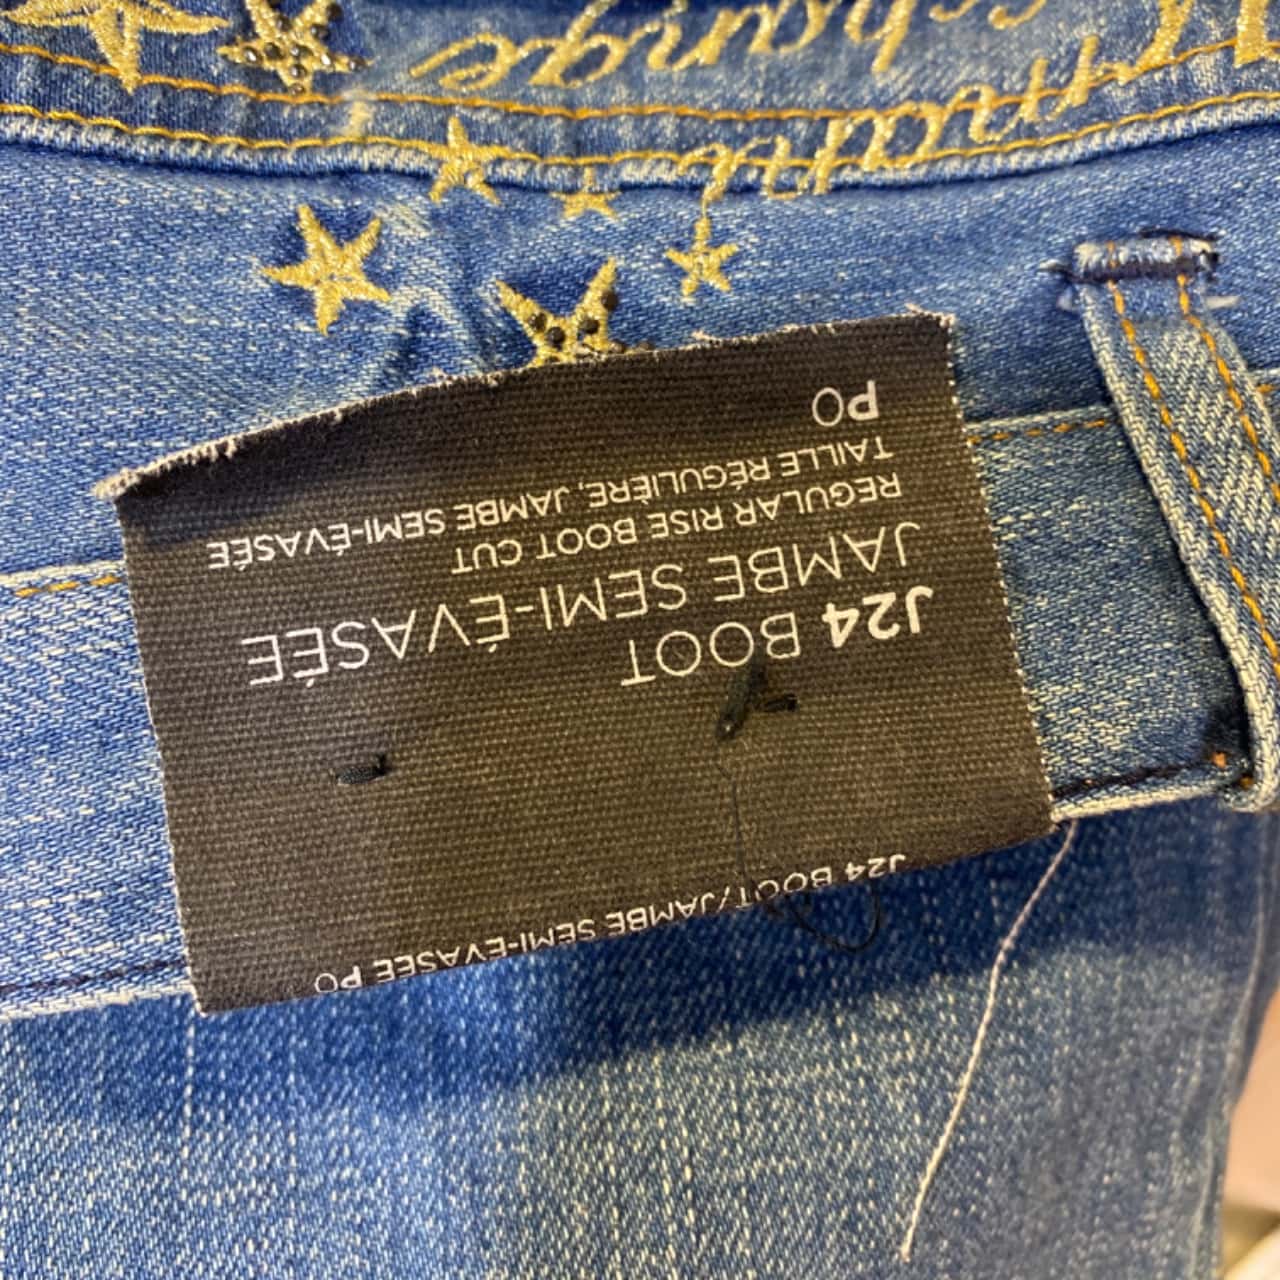 J24 BOOT/JAMBE SEMI-ÉVASÉE PO
J24 BOOT
JAMBE SEMI-ÉVASÉE
REGULAR RISE BOOT CUT
TAILLE RÉGULIÈRE, JAMBE SEMI-ÉVASÉE
PO
change